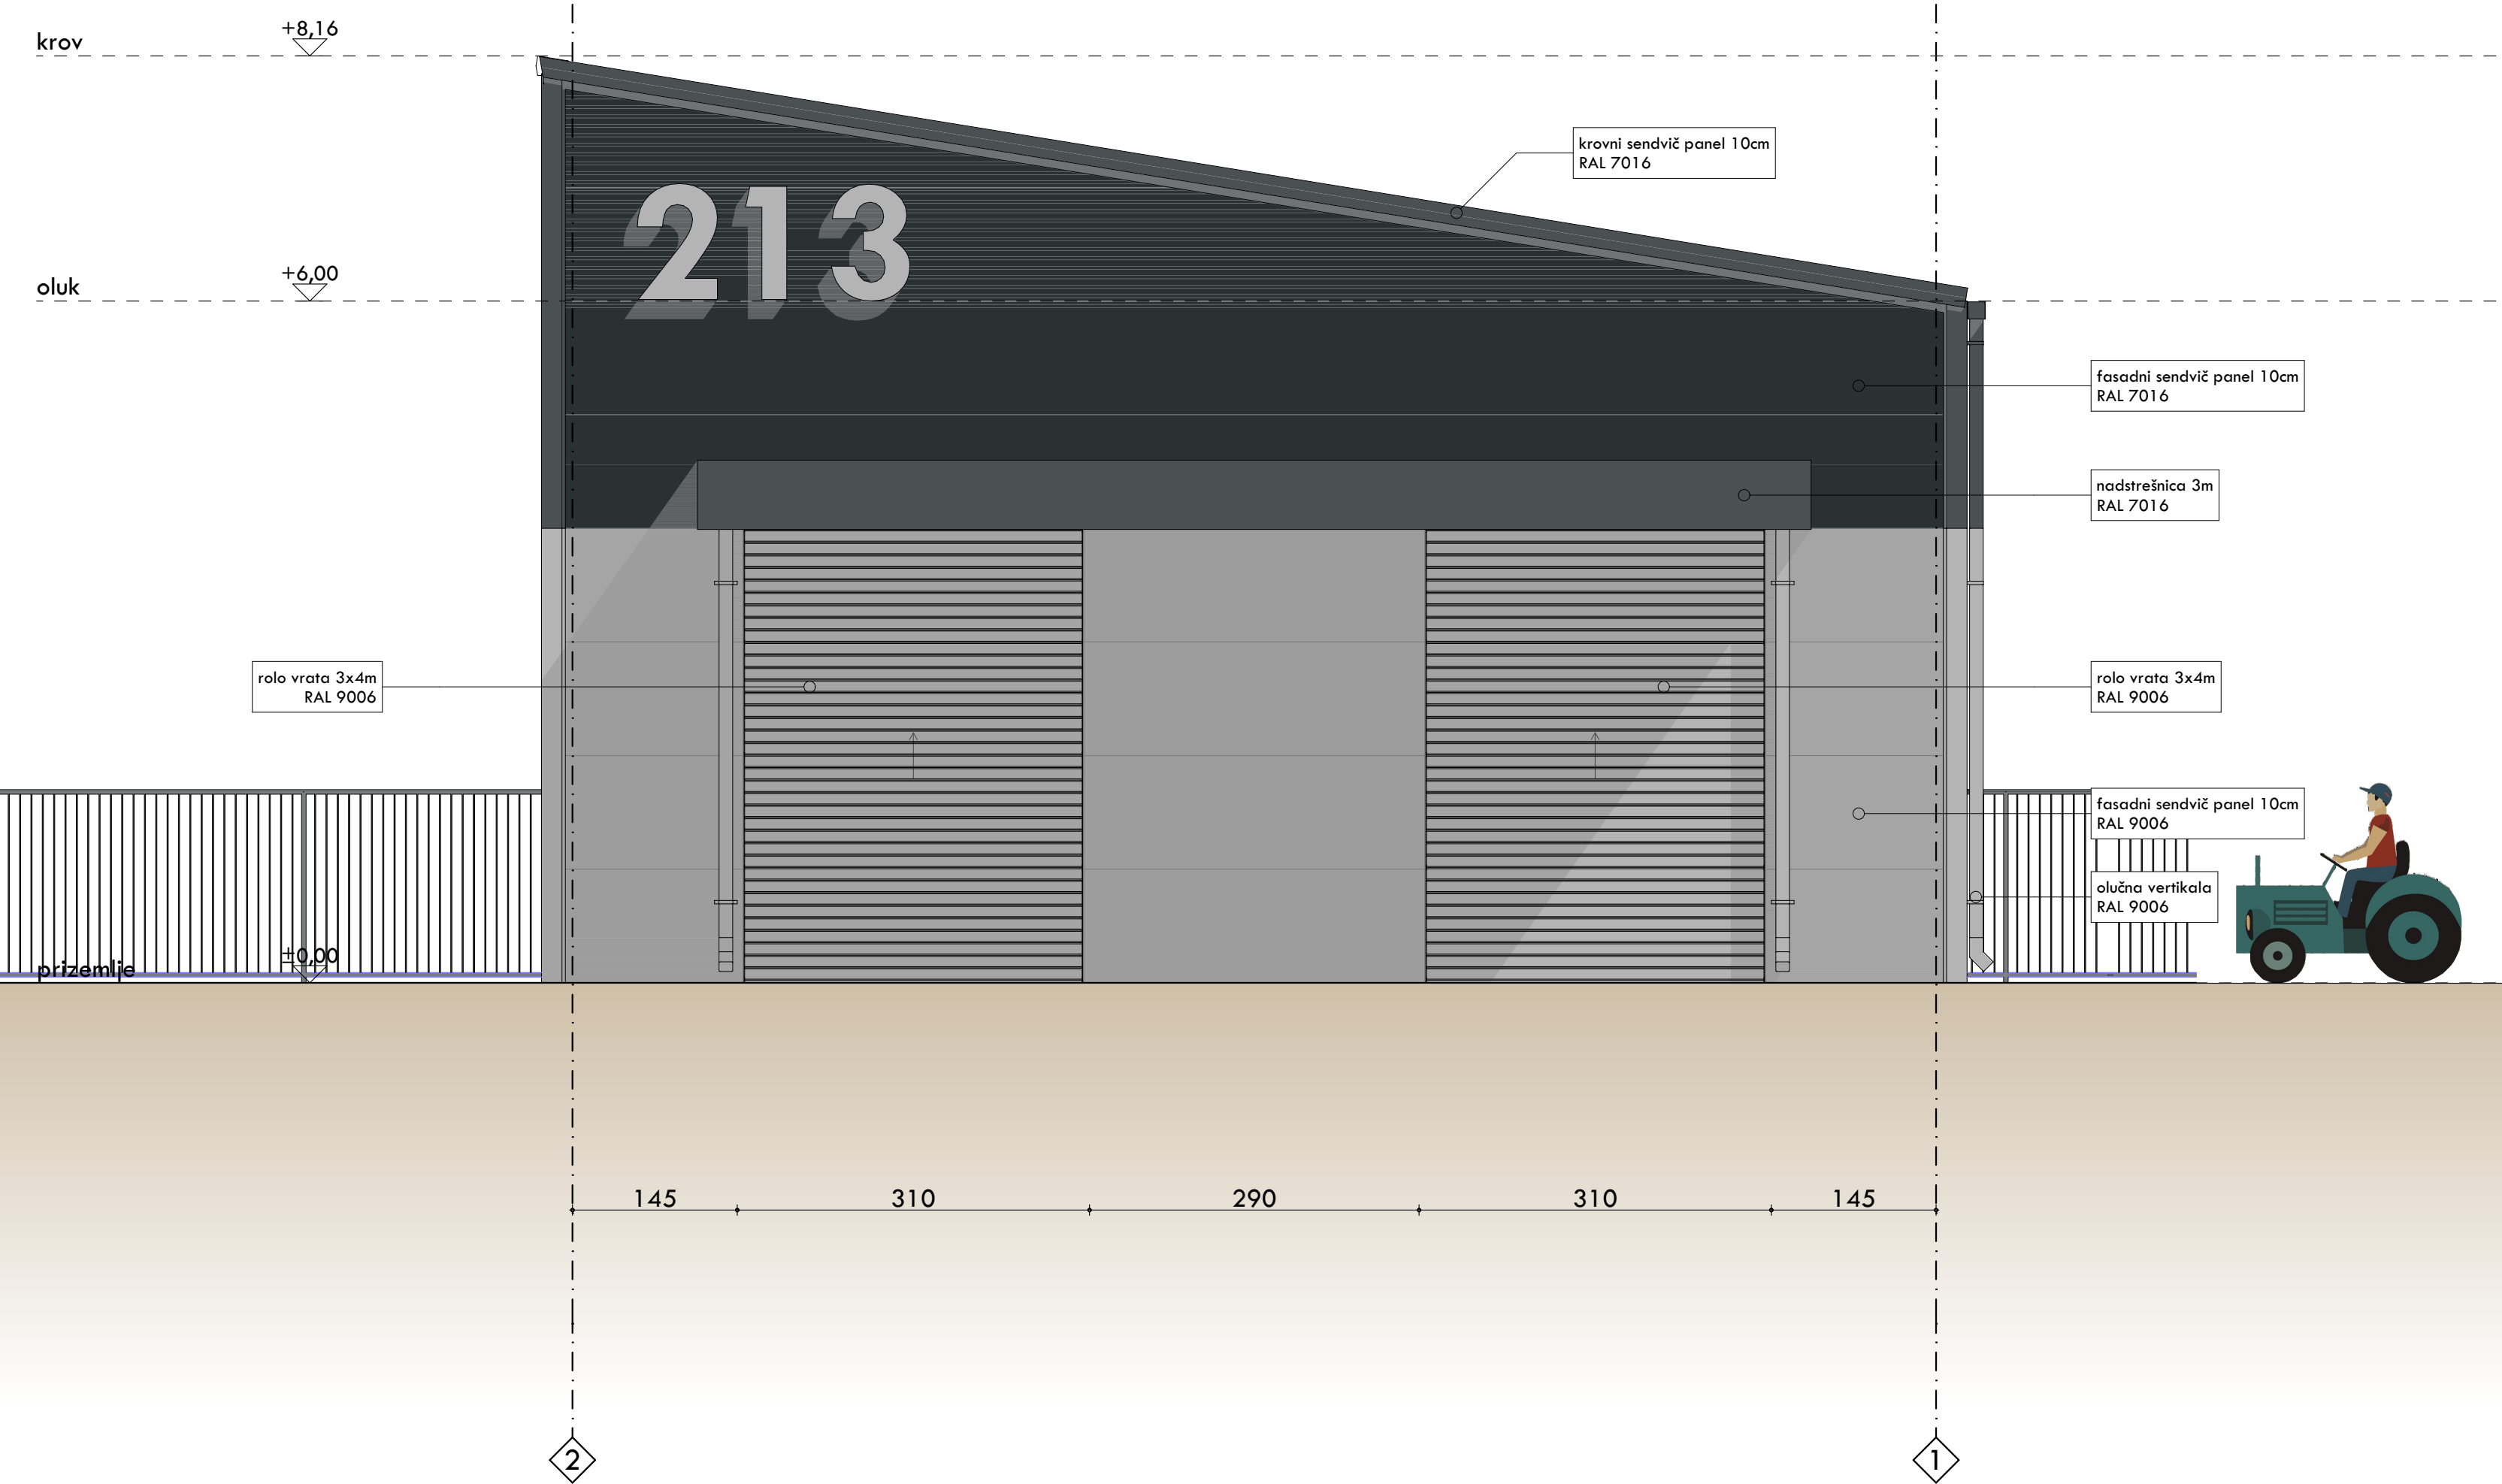 +8,16
krov
krovni sendvič panel 10cm
RAL 7016
213
+6,00
oluk
fasadni sendvič panel 10cm
RAL 7016
nadstrešnica 3m
RAL 7016
rolo vrata 3x4m
RAL 9006
rolo vrata 3x4m
RAL 9006
fasadni sendvič panel 10cm
RAL 9006
olučna vertikala
RAL 9006
±0,00
prizemlje
145 310 290 310 145
2 1